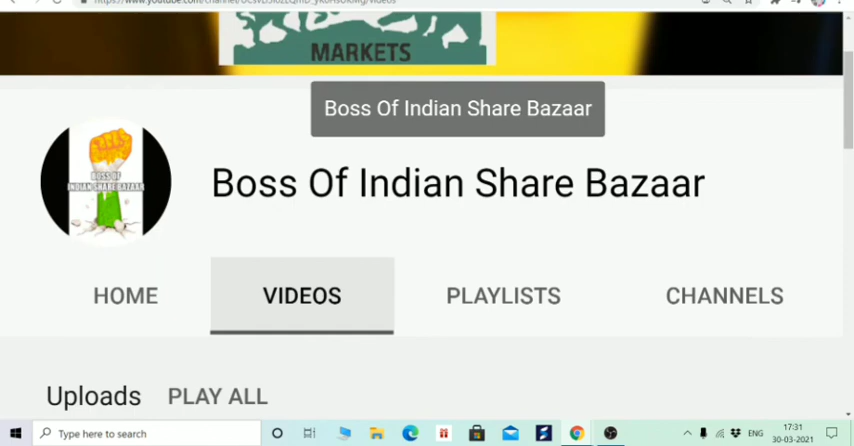 MARKETS
Boss Of Indian Share Bazaar
BOSS OF
INDIAN SHARE BAZAAR
Boss Of Indian Share Bazaar
HOME VIDEOS PLAYLISTS CHANNELS
Uploads PLAY ALL
Type here to search
ENG
17:31
30-03-2021